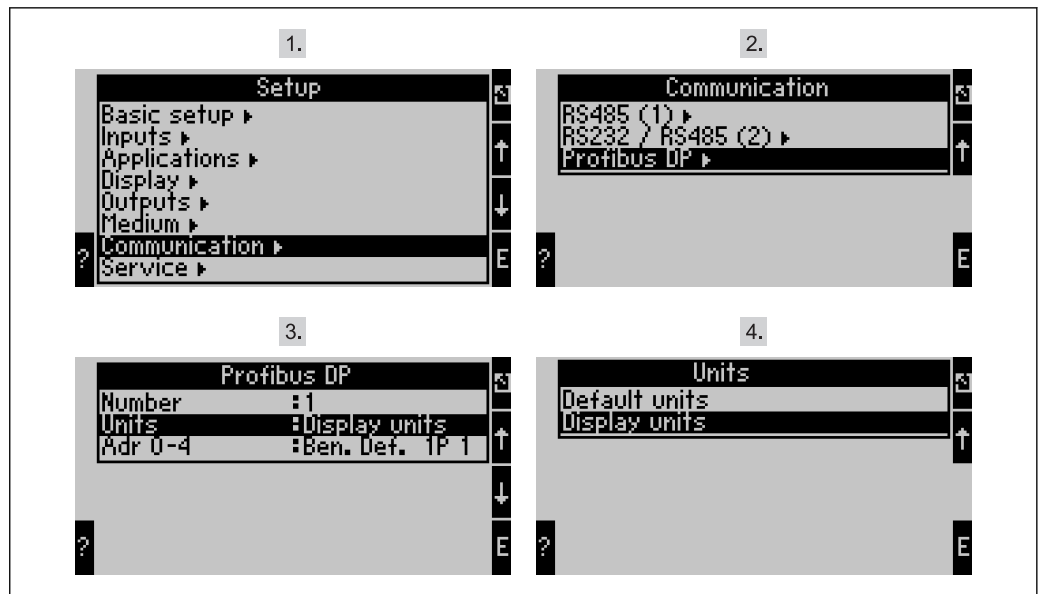 1.
Setup
Basic setup ▸
Inputs ▸
Applications ▸
Display ▸
Outputs ▸
Medium ▸
Communication ▸
Service ▸
↑
↓
? E
2.
Communication
RS485 (1) ▸
RS232 / RS485 (2) ▸
Profibus DP ▸
↑
? E
3.
Profibus DP
Number :1
Units :Display units
Adr 0-4 :Ben. Def. 1P 1
↑
↓
? E
4.
Units
Default units
Display units
↑
? E